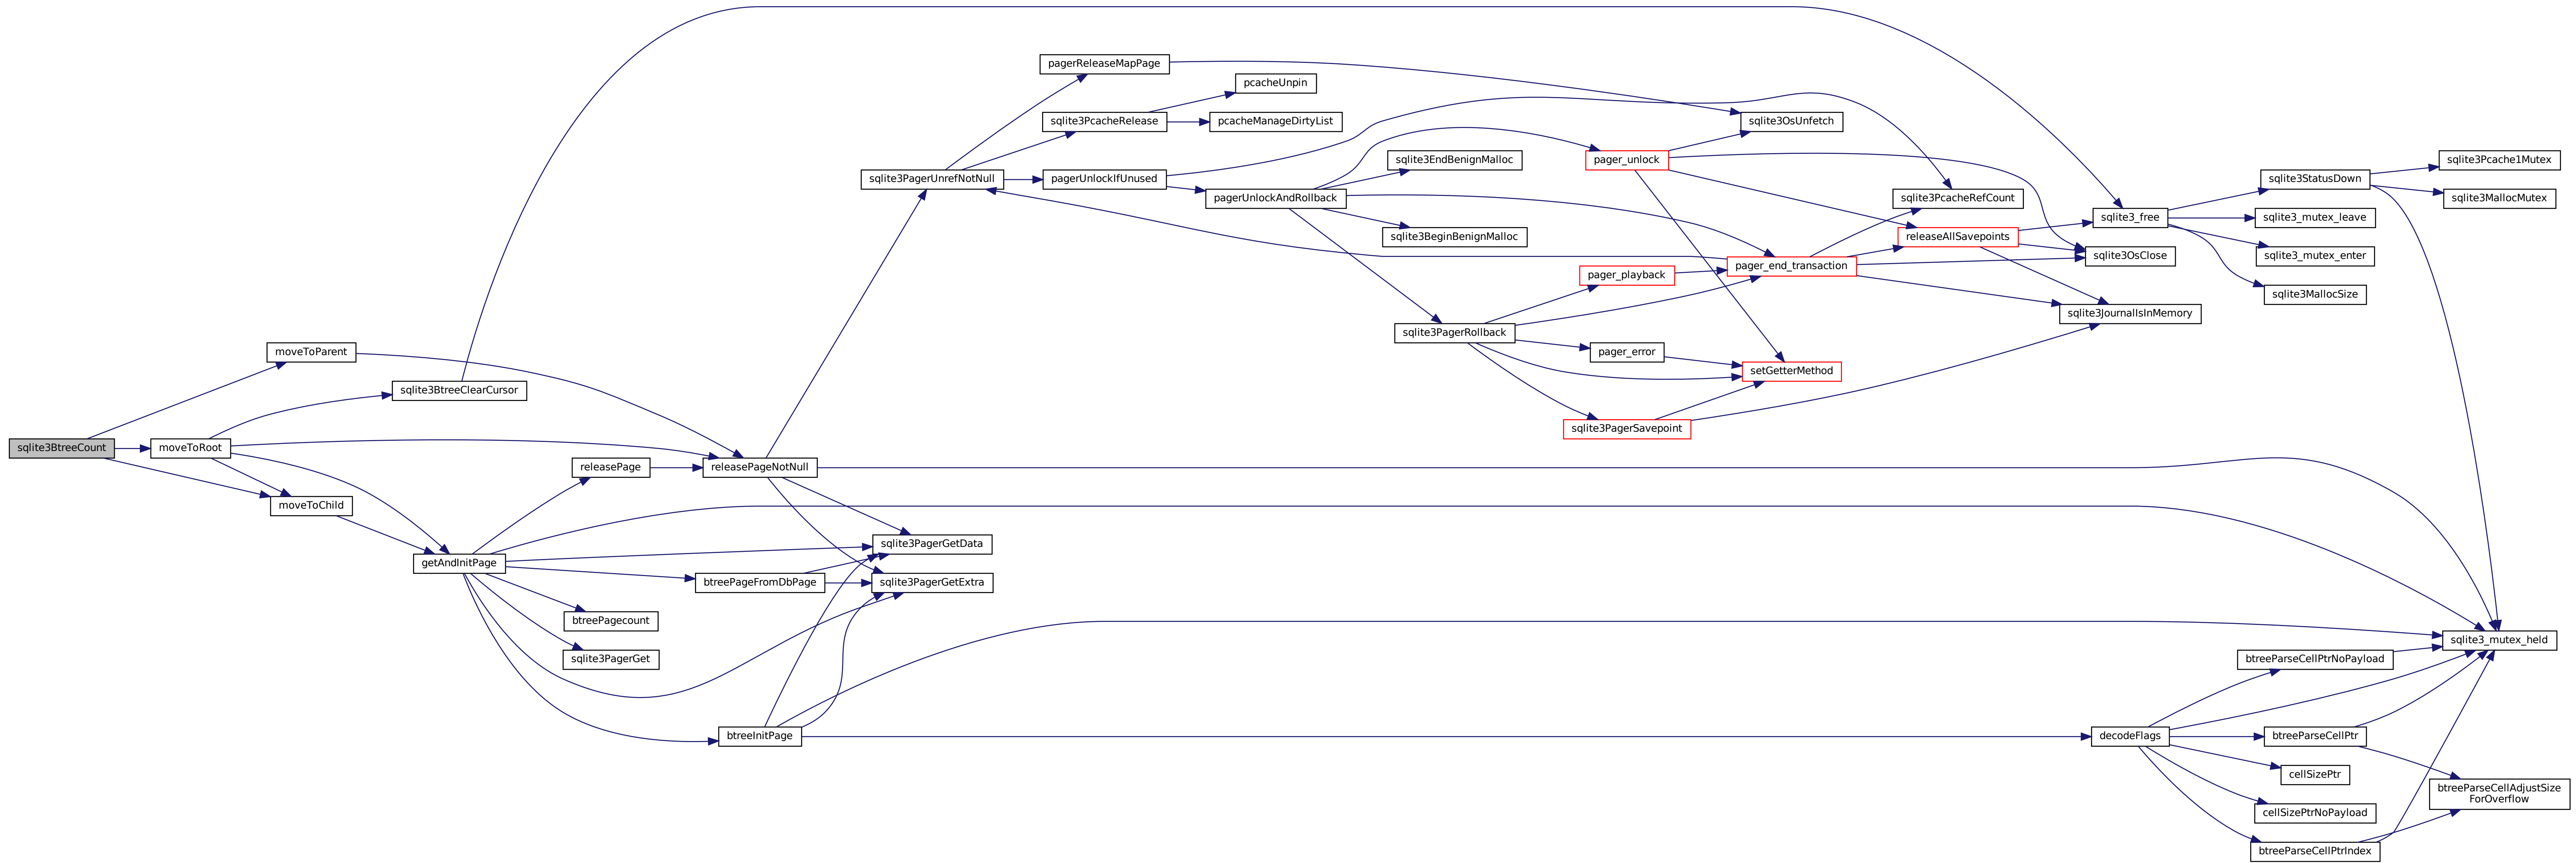 sqlite3BtreeCount
moveToParent
moveToRoot
moveToChild
sqlite3BtreeClearCursor
getAndInitPage
releasePage
btreePagecount
sqlite3PagerGet
releasePageNotNull
btreePageFromDbPage
btreeInitPage
sqlite3PagerUnrefNotNull
sqlite3PagerGetData
sqlite3PagerGetExtra
pagerReleaseMapPage
sqlite3PcacheRelease
pagerUnlockIfUnused
pcacheUnpin
pcacheManageDirtyList
pagerUnlockAndRollback
sqlite3EndBenignMalloc
sqlite3BeginBenignMalloc
sqlite3PagerRollback
pager_unlock
pager_playback
pager_error
sqlite3PagerSavepoint
sqlite3OsUnfetch
pager_end_transaction
setGetterMethod
sqlite3PcacheRefCount
releaseAllSavepoints
sqlite3_free
sqlite3OsClose
sqlite3JournalIsInMemory
decodeFlags
sqlite3StatusDown
sqlite3_mutex_leave
sqlite3_mutex_enter
sqlite3MallocSize
btreeParseCellPtrNoPayload
btreeParseCellPtr
cellSizePtr
cellSizePtrNoPayload
btreeParseCellPtrIndex
sqlite3Pcache1Mutex
sqlite3MallocMutex
sqlite3_mutex_held
btreeParseCellAdjustSize
ForOverflow